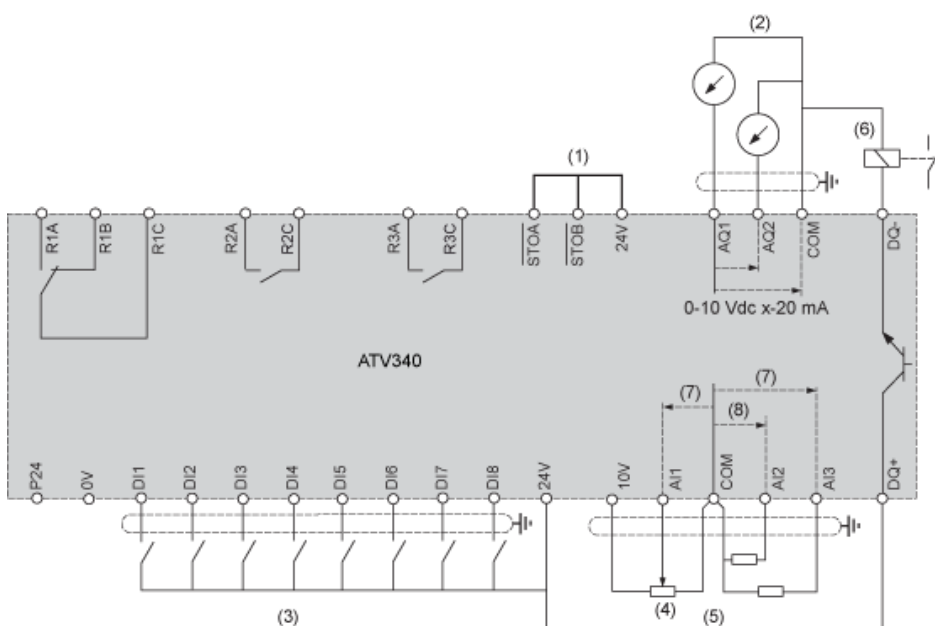 (2)
(6)
(1)
R1A
R1B
R1C
R2A
R2C
R3A
R3C
STOA
STOB
24V
AQ1
AQ2
COM
DQ-
0-10 Vdc x-20 mA
ATV340
(7)
(7)
(8)
P24
0V
DI1
DI2
DI3
DI4
DI5
DI6
DI7
DI8
24V
10V
AI1
COM
AI2
AI3
DQ+
(3)
(4)
(5)